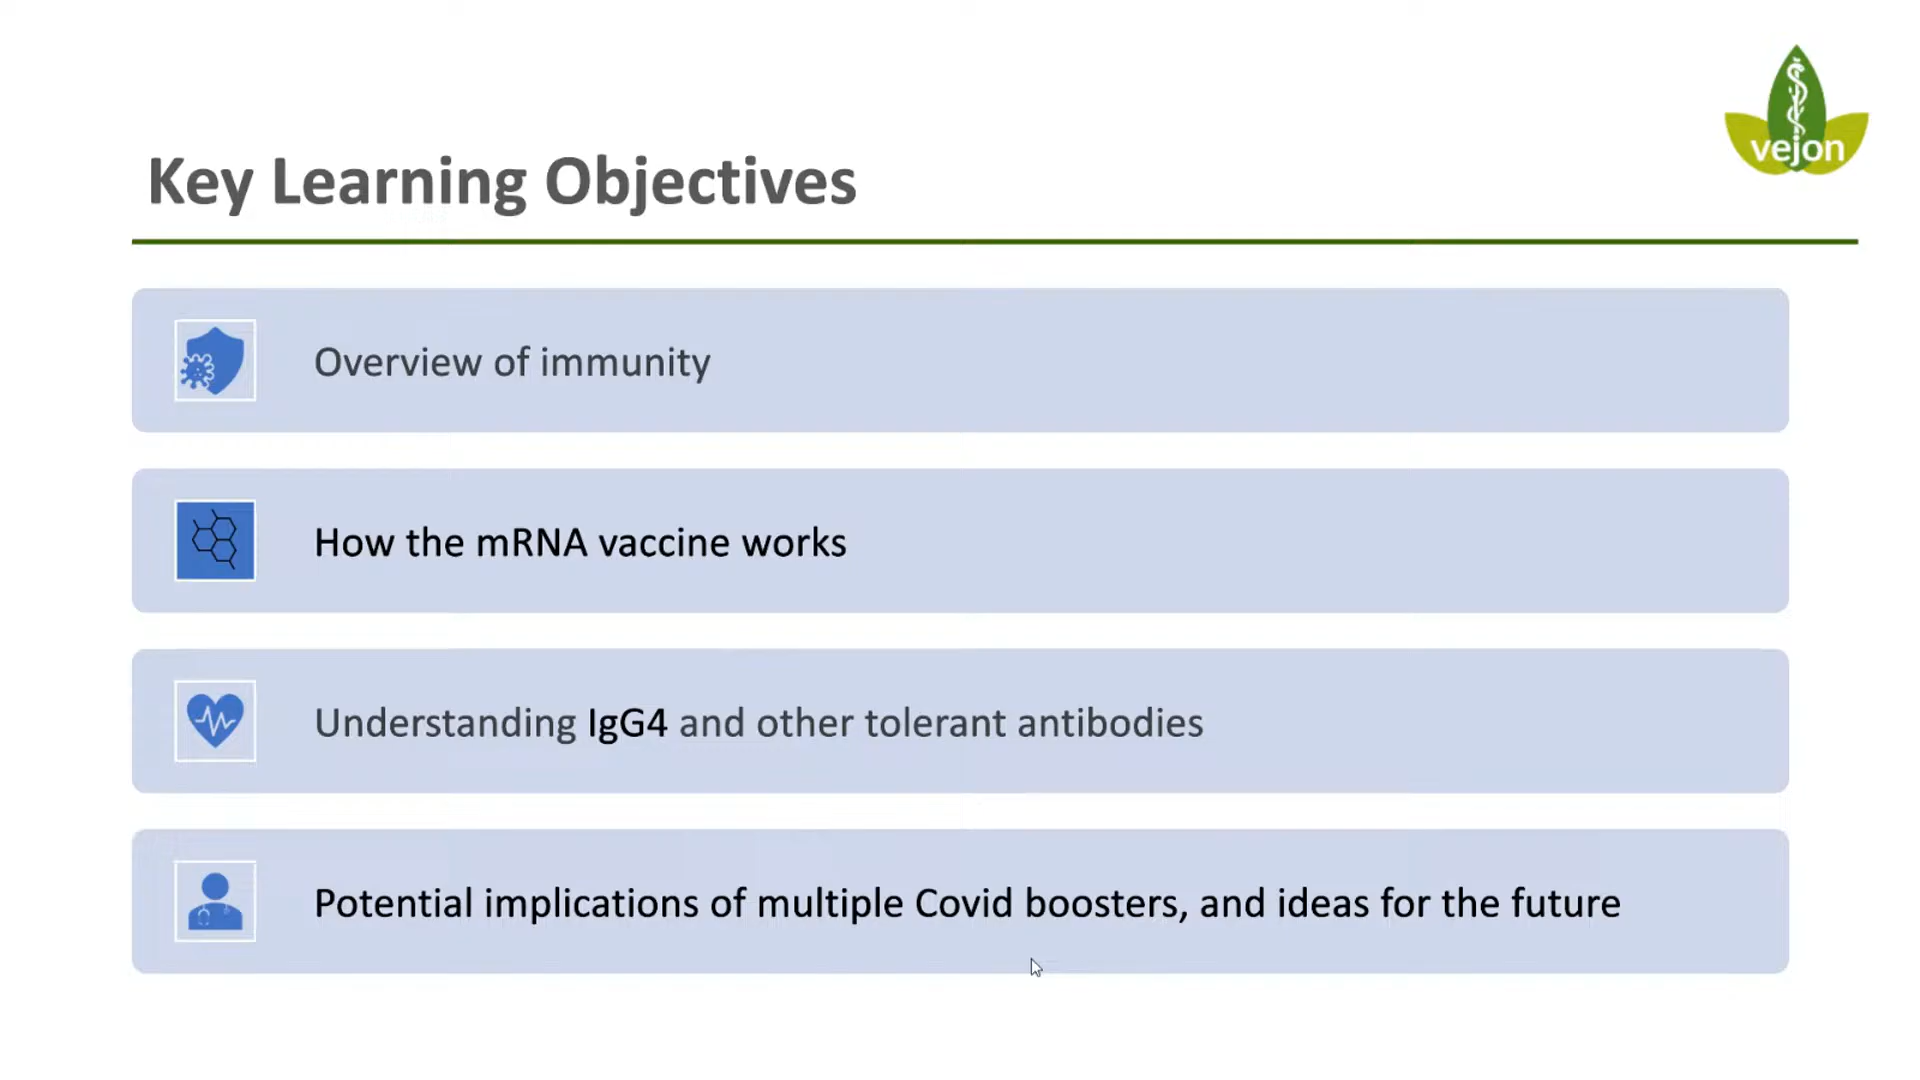 vejon
Key Learning Objectives
Overview of immunity
How the mRNA vaccine works
Understanding IgG4 and other tolerant antibodies
Potential implications of multiple Covid boosters, and ideas for the future